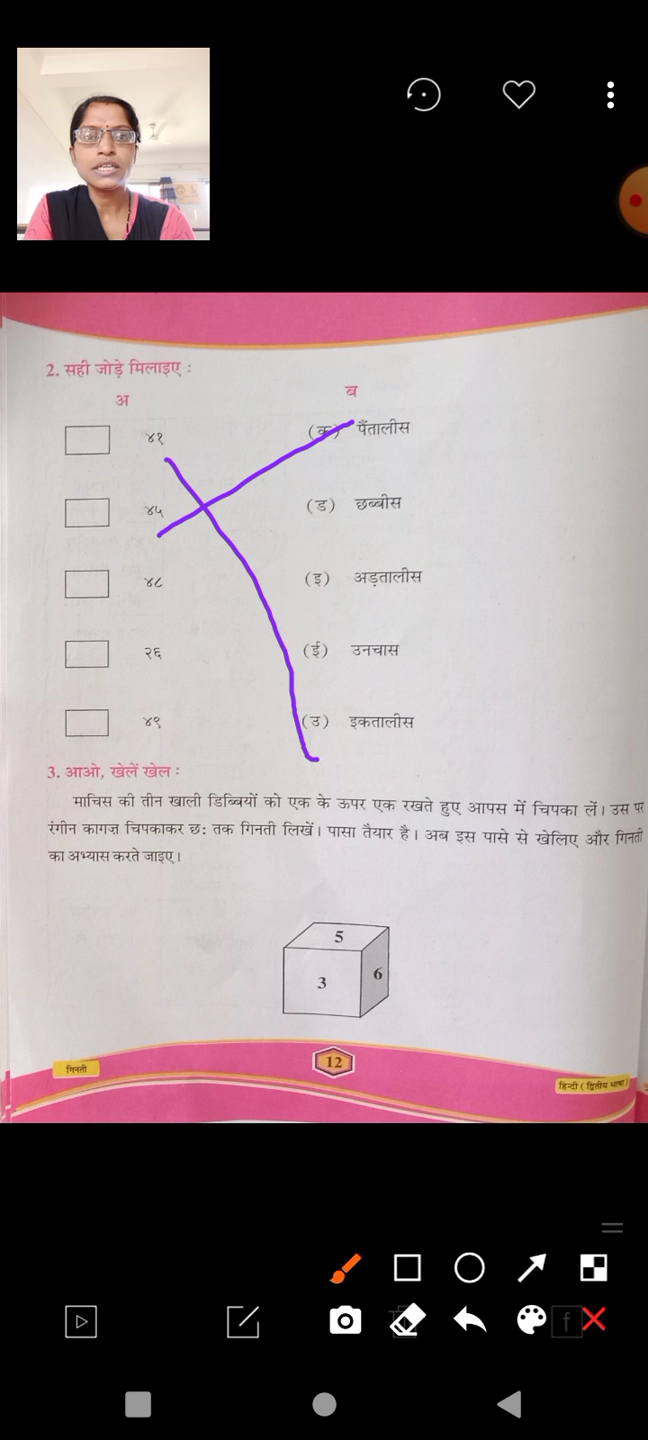 2. सही जोड़े मिलाइए :
अ ब
४१ (क) पैंतालीस
४५ (ड) छब्बीस
४८ (इ) अड़तालीस
२६ (ई) उनचास
४९ (उ) इकतालीस
3. आओ, खेलें खेल :
माचिस की तीन खाली डिब्बियों को एक के ऊपर एक रखते हुए आपस में चिपका लें। उस पर
रंगीन कागज़ चिपकाकर छः तक गिनती लिखें। पासा तैयार है। अब इस पासे से खेलिए और गिनती
का अभ्यास करते जाइए।
5
3
6
गिनती
12
हिन्दी ( द्वितीय भाषा )
f